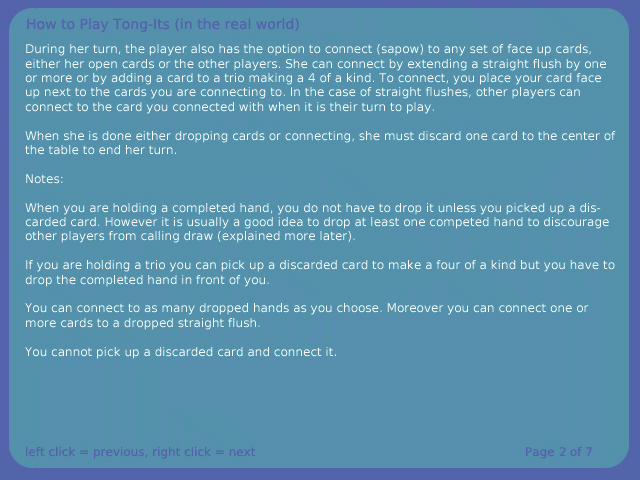 How to Play Tong-Its (in the real world)
During her turn, the player also has the option to connect (sapow) to any set of face up cards,
either her open cards or the other players. She can connect by extending a straight flush by one
or more or by adding a card to a trio making a 4 of a kind. To connect, you place your card face
up next to the cards you are connecting to. In the case of straight flushes, other players can
connect to the card you connected with when it is their turn to play.
When she is done either dropping cards or connecting, she must discard one card to the center of
the table to end her turn.
Notes:
When you are holding a completed hand, you do not have to drop it unless you picked up a dis-
carded card. However it is usually a good idea to drop at least one competed hand to discourage
other players from calling draw (explained more later).
If you are holding a trio you can pick up a discarded card to make a four of a kind but you have to
drop the completed hand in front of you.
You can connect to as many dropped hands as you choose. Moreover you can connect one or
more cards to a dropped straight flush.
You cannot pick up a discarded card and connect it.
left click = previous, right click = next
Page 2 of 7